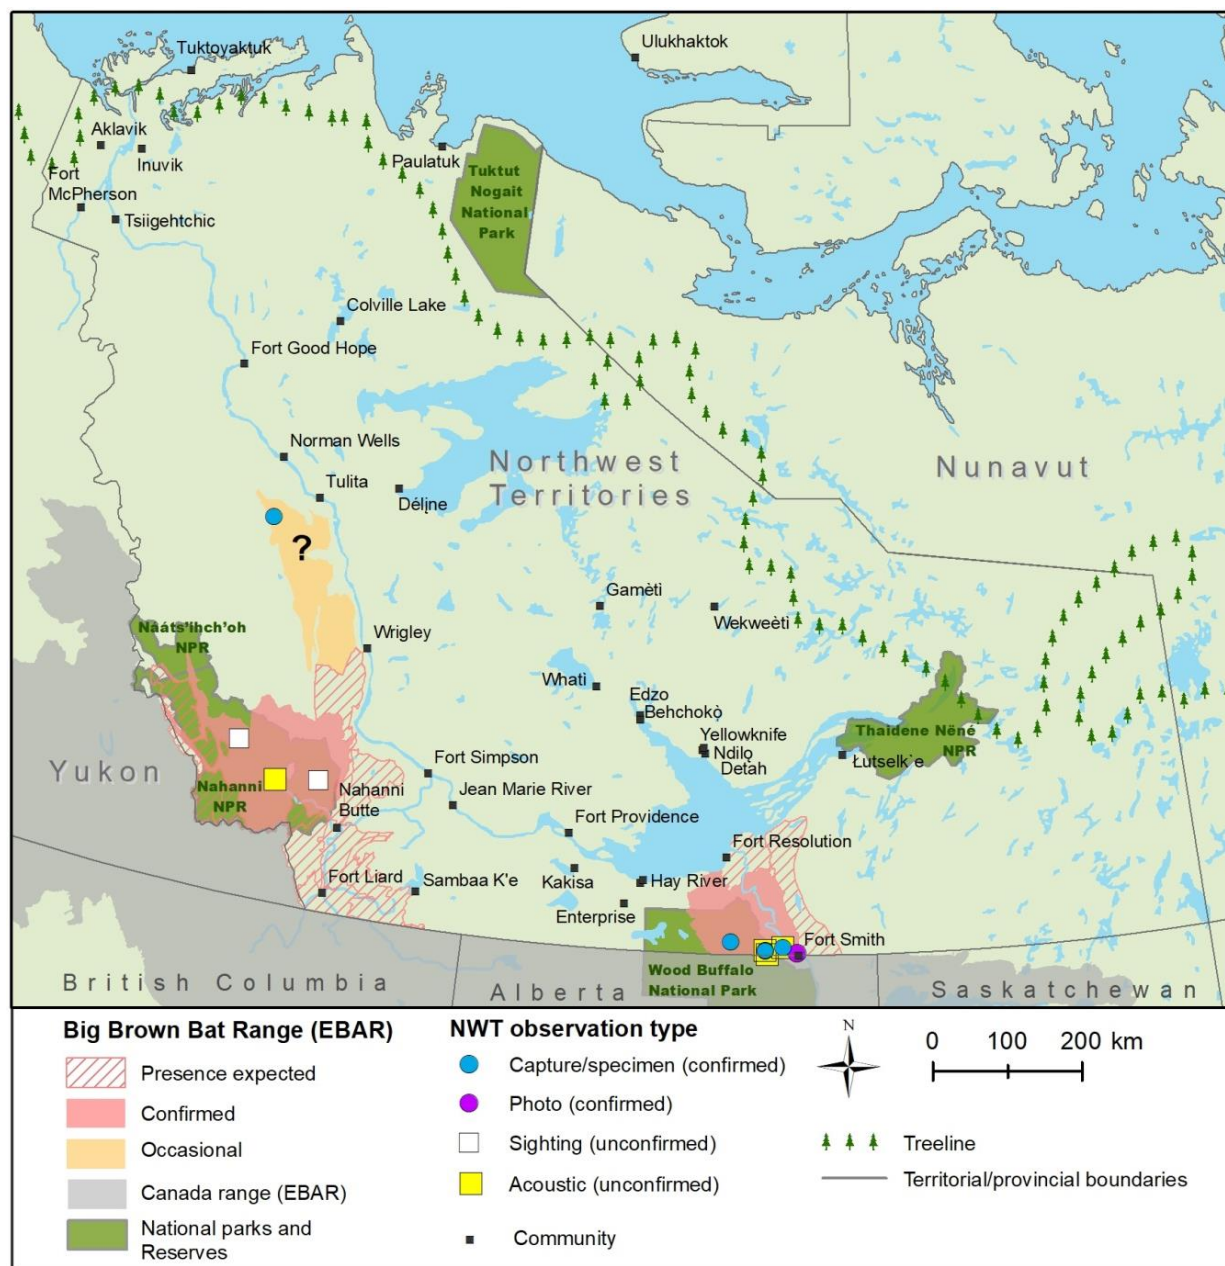 Tuktoyaktuk
Ulukhaktok
Aklavik
Inuvik
Paulatuk
Fort
McPherson
Tsiigehtchic
Tuktut
Nogait
National
Park
Colville Lake
Fort Good Hope
Norman Wells
Tulita
Délı̨ne
Northwest
Territories
Nunavut
?
Gamètì
Wekweètì
Wrigley
Nááts'ihch'oh
NPR
Whatì
Edzo
Behchokǫ̀
Yellowknife
Ndilǫ
Detah
Thaidene Nëné
NPR
Łutselk'e
Yukon
Nahanni
NPR
Nahanni
Butte
Fort Simpson
Jean Marie River
Fort Providence
Fort Resolution
Fort Liard
Sambaa K'e
Kakisa
Hay River
Enterprise
Fort Smith
Wood Buffalo
National Park
British Columbia
Alberta
Saskatchewan
Big Brown Bat Range (EBAR)
Presence expected
Confirmed
Occasional
Canada range (EBAR)
National parks and
Reserves
NWT observation type
Capture/specimen (confirmed)
Photo (confirmed)
Sighting (unconfirmed)
Acoustic (unconfirmed)
Community
N
0 100 200 km
Treeline
Territorial/provincial boundaries